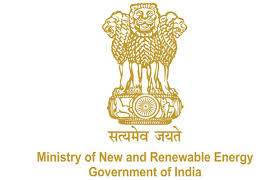 सत्यमेव जयते
Ministry of New and Renewable Energy
Government of India